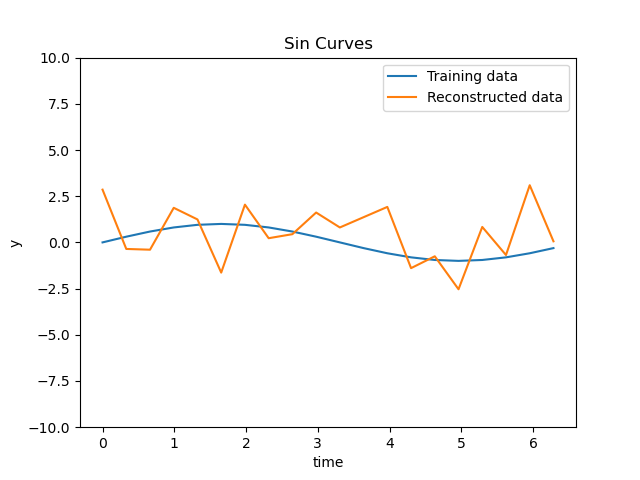 Sin Curves
10.0
7.5
5.0
2.5
0.0
−2.5
−5.0
−7.5
−10.0
y
Training data
Reconstructed data
0 1 2 3 4 5 6
time